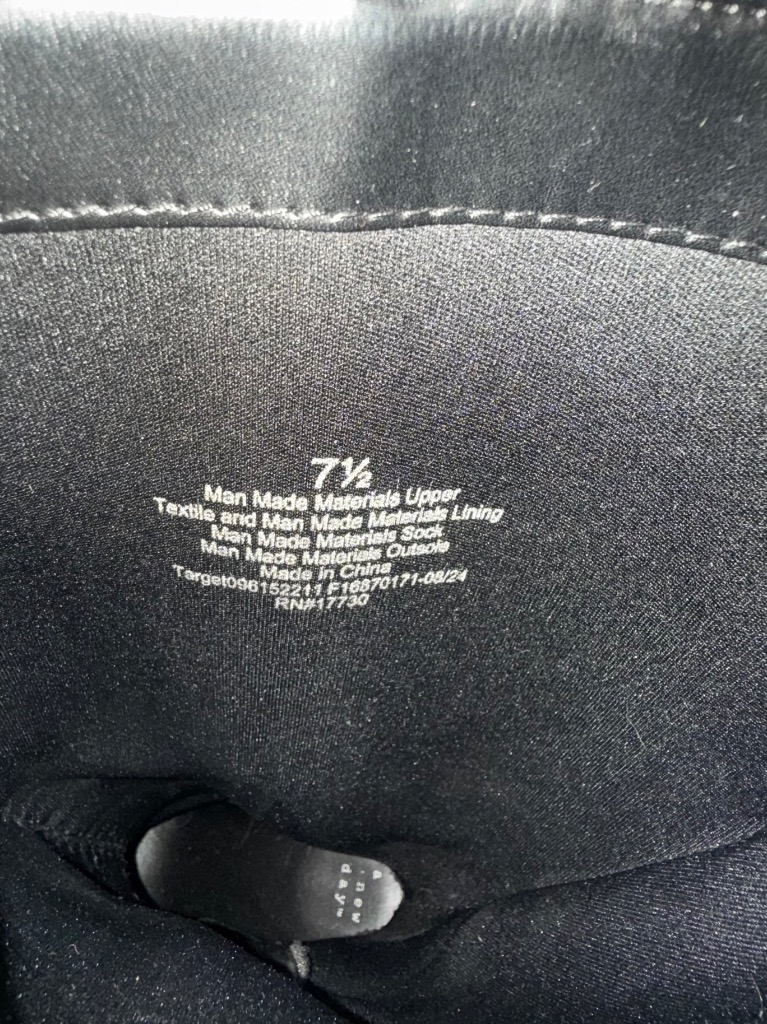 7½
Man Made Materials Upper
Textile and Man Made Materials Lining
Man Made Materials Sock
Man Made Materials Outsole
Made in China
Target096152211 F16870171-08/24
RN#17730
a
new
day™